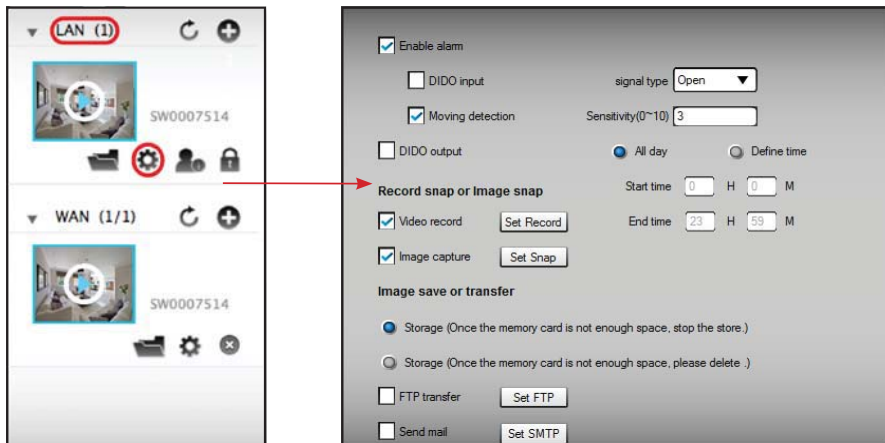 LAN (1)
SW0007514
WAN (1/1)
SW0007514
Enable alarm
DIDO input signal type Open
Moving detection Sensitivity(0~10) 3
DIDO output All day Define time
Record snap or Image snap Start time 0 H 0 M
Video record Set Record End time 23 H 59 M
Image capture Set Snap
Image save or transfer
Storage (Once the memory card is not enough space, stop the store.)
Storage (Once the memory card is not enough space, please delete .)
FTP transfer Set FTP
Send mail Set SMTP